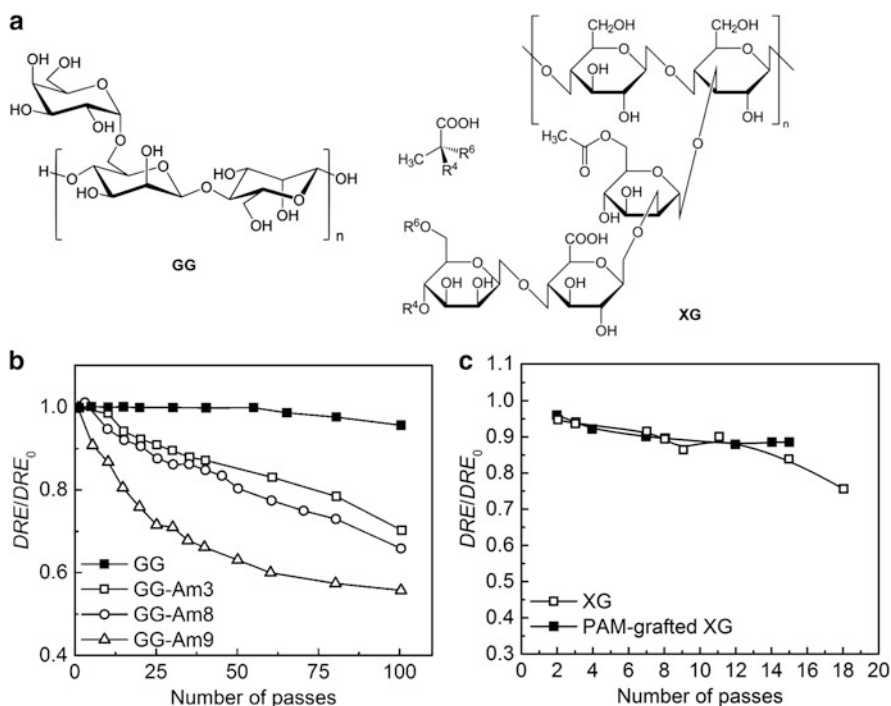 a
OH
OH
O
HO
HO
O
OH
O
OH
H
O
HO
O
HO
O
OH
O
OH
OH
n
GG
COOH
H₃C
R⁶
R⁴
CH₂OH
CH₂OH
O
O
O
O
HO
OH
HO
OH
n
O
H₃C
O
O
O
HO
OH
O
R⁶O
COOH
O
O
O
O
OH
OH
OH
R⁴O
OH
XG
b
DRE/DRE₀
1.0
0.8
0.6
0.4
GG
GG-Am3
GG-Am8
GG-Am9
0
25
50
75
100
Number of passes
c
DRE/DRE₀
1.1
1.0
0.9
0.8
0.7
0.6
0.5
0.4
0.3
XG
PAM-grafted XG
0 2 4 6 8 10 12 14 16 18 20
Number of passes